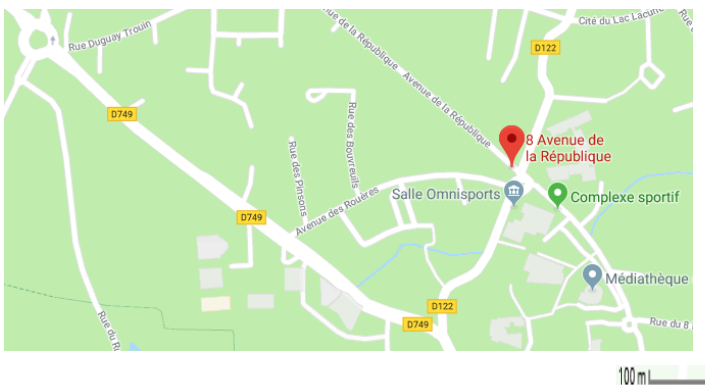 Rue Duguay Trouin
Cité du Lac
D122
Avenue de la République
Avenue de la République
D749
Rue des Bouvreuils
8 Avenue de
la République
Rue des Pinsons
Salle Omnisports
Complexe sportif
Avenue des Rouères
D749
Médiathèque
D122
D749
Rue du 8
Rue du
100 m